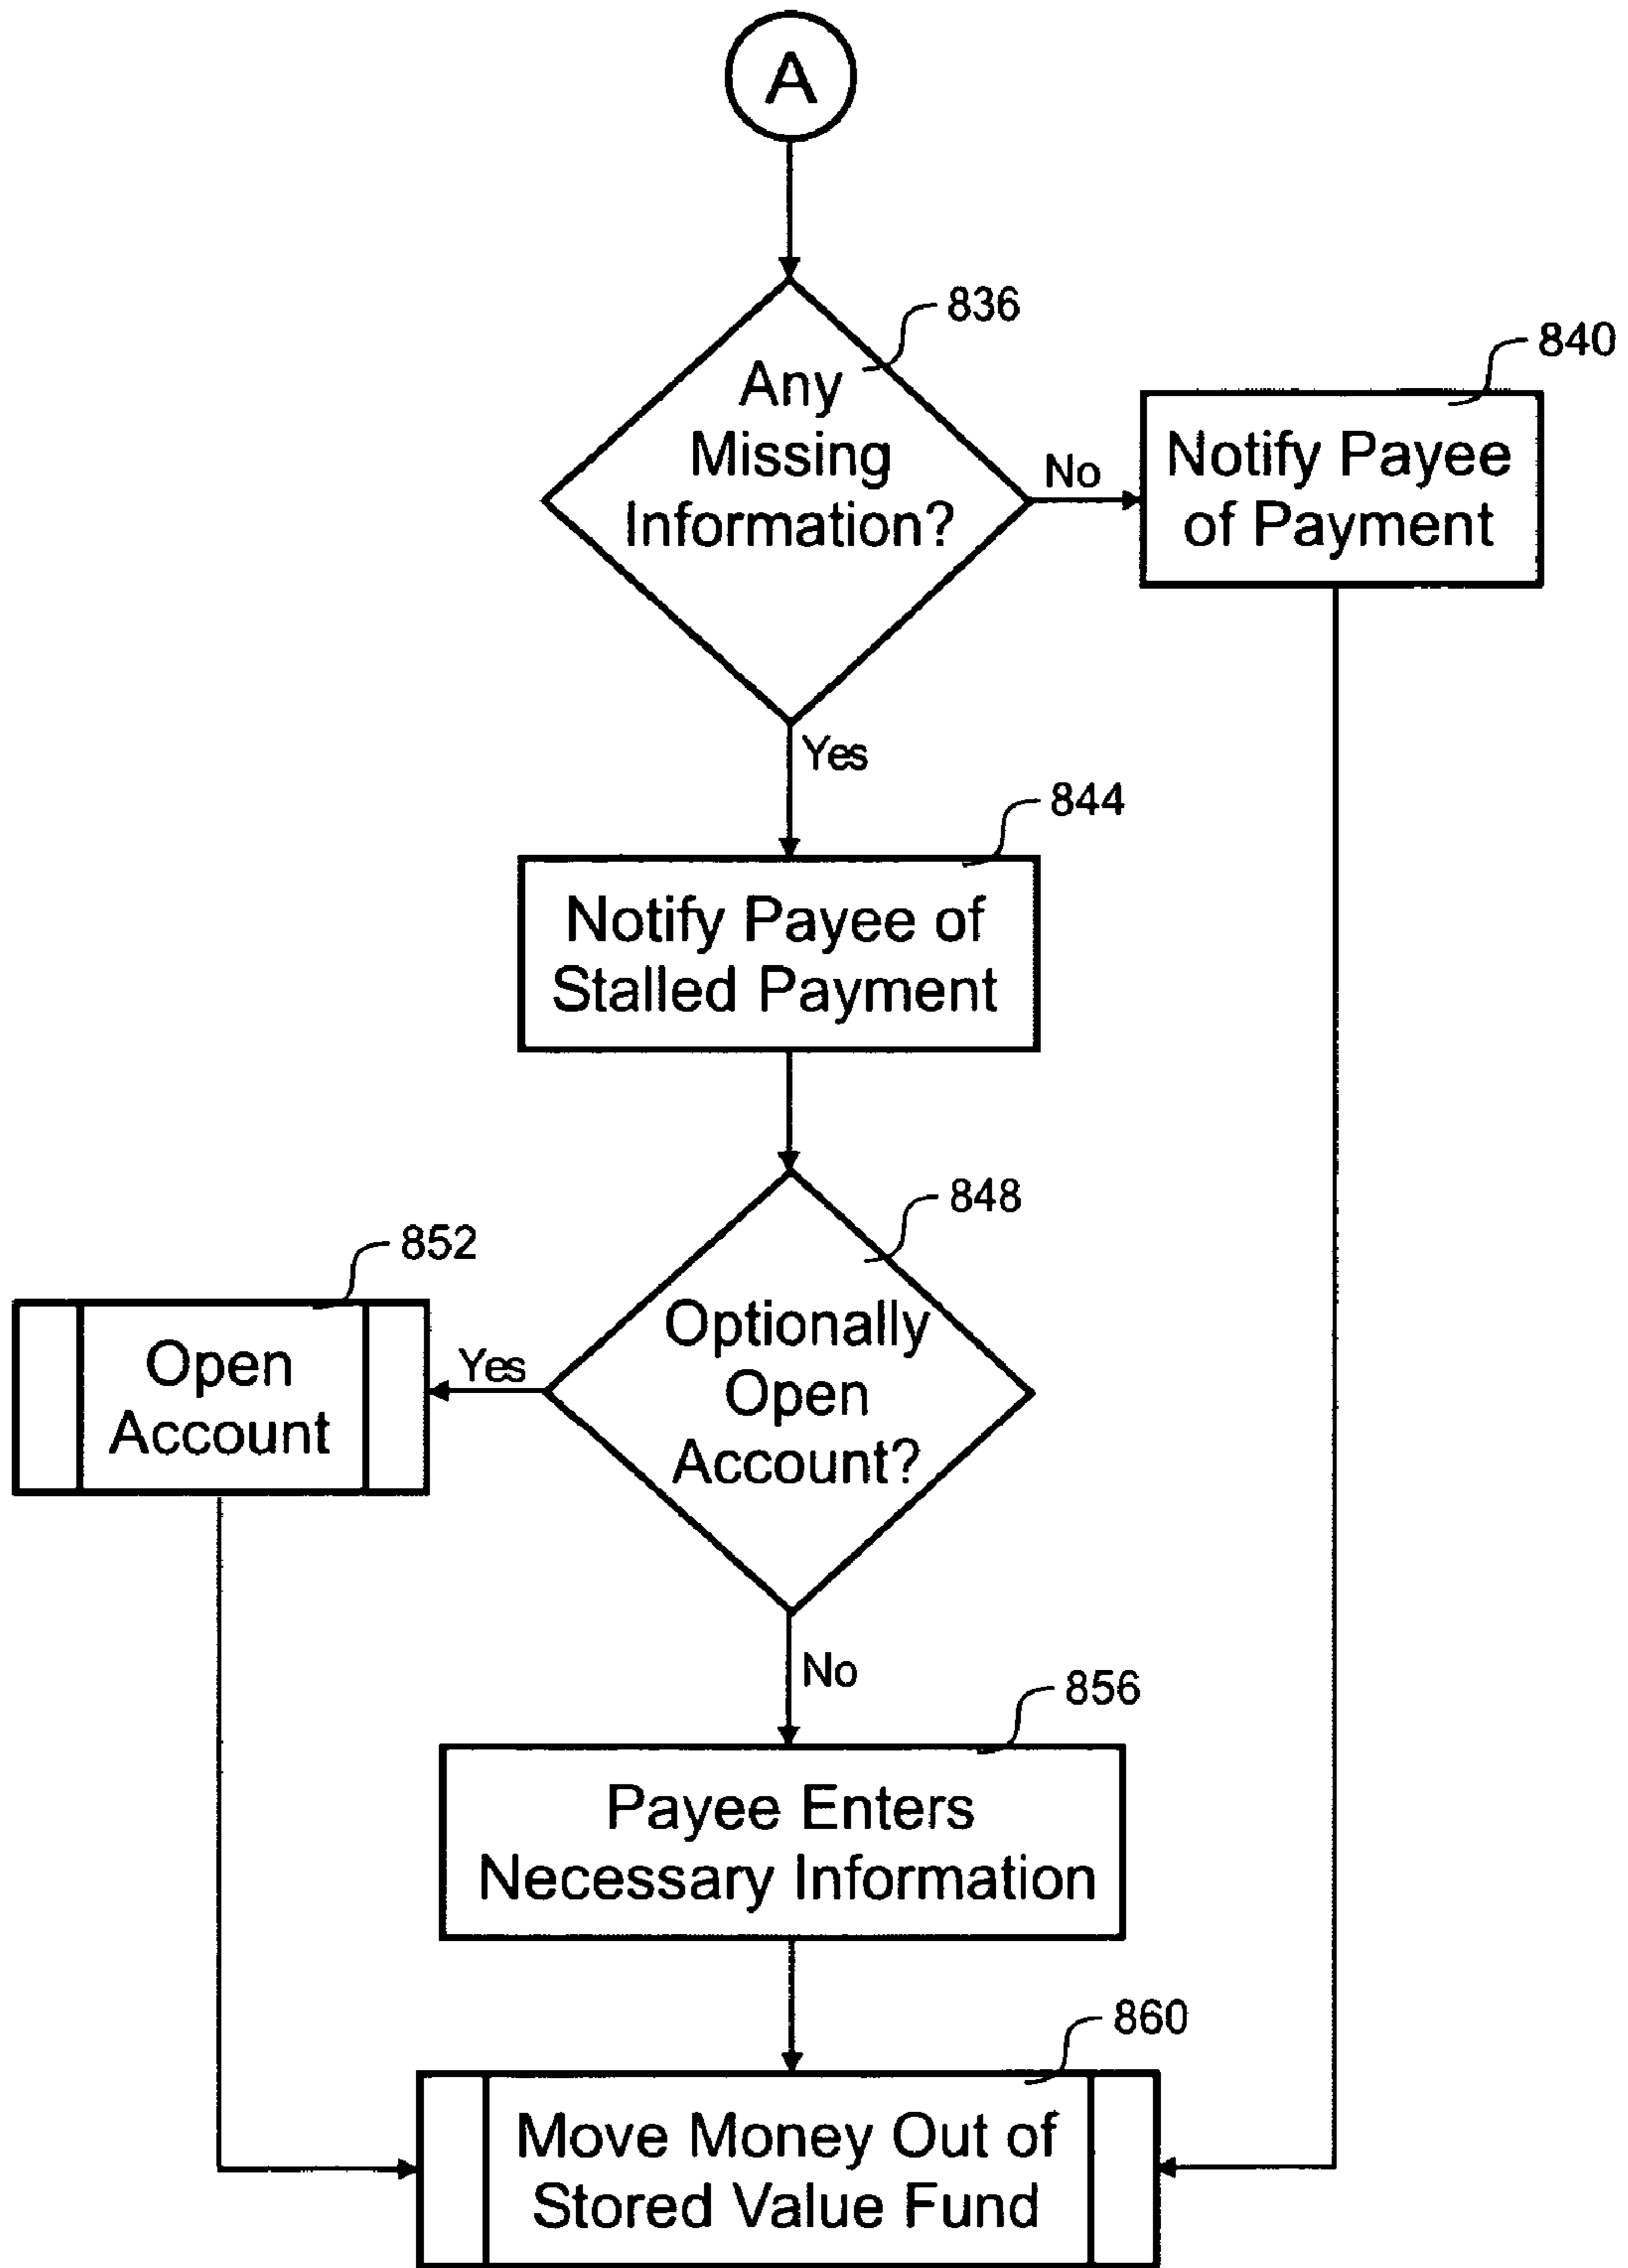 A
836
Any
Missing
Information?
No
840
Notify Payee
of Payment
Yes
844
Notify Payee of
Stalled Payment
848
Optionally
Open
Account?
Yes
852
Open
Account
No
856
Payee Enters
Necessary Information
860
Move Money Out of
Stored Value Fund